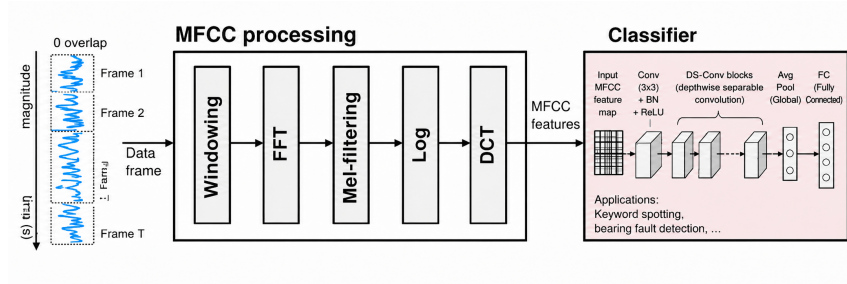 MFCC processing
Classifier
0 overlap
magnitude
Frame 1
Frame 2
Frame T
Data
frame
Windowing
FFT
Mel-filtering
Log
DCT
MFCC
features
Input
MFCC
feature
map
Conv
(3x3)
+ BN
+ ReLU
DS-Conv blocks
(depthwise separable
convolution)
Avg
Pool
(Global)
FC
(Fully
Connected)
Applications:
Keyword spotting,
bearing fault detection, ...
(s)